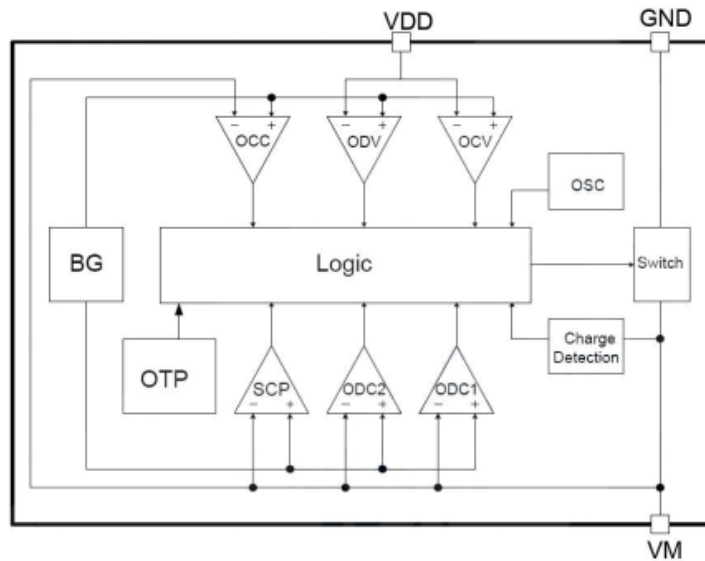 VDD
GND
− +
− +
− +
OCC
ODV
OCV
OSC
BG
Logic
Switch
Charge
Detection
OTP
SCP
ODC2
ODC1
− +
− +
− +
VM